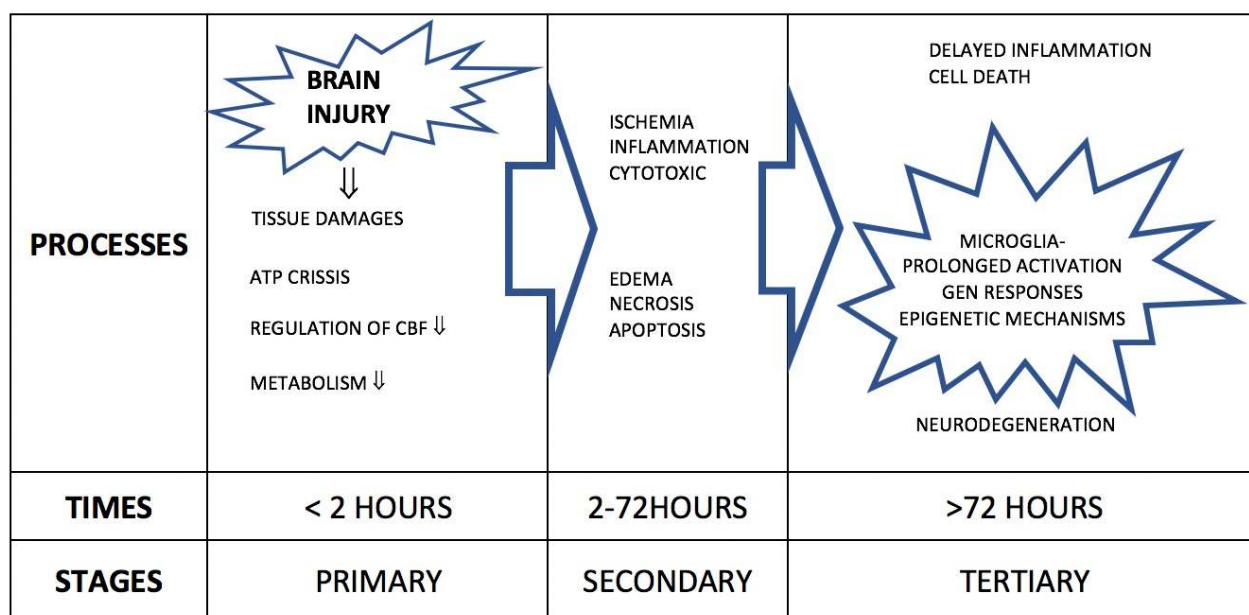 PROCESSES
BRAIN
INJURY
⇓
TISSUE DAMAGES
ATP CRISSIS
REGULATION OF CBF ⇓
METABOLISM ⇓
ISCHEMIA
INFLAMMATION
CYTOTOXIC
EDEMA
NECROSIS
APOPTOSIS
DELAYED INFLAMMATION
CELL DEATH
MICROGLIA-
PROLONGED ACTIVATION
GEN RESPONSES
EPIGENETIC MECHANISMS
NEURODEGENERATION
TIMES
< 2 HOURS
2-72HOURS
>72 HOURS
STAGES
PRIMARY
SECONDARY
TERTIARY